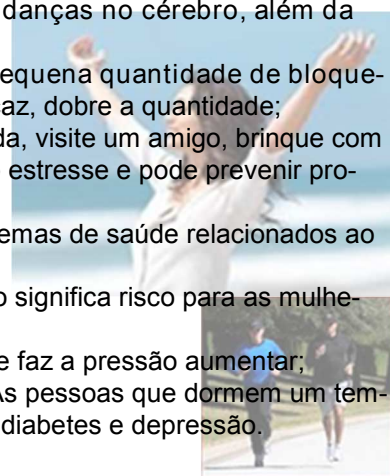 danças no cérebro, além da
equena quantidade de bloque-
az, dobre a quantidade;
da, visite um amigo, brinque com
estresse e pode prevenir pro-
emas de saúde relacionados ao
o significa risco para as mulhe-
e faz a pressão aumentar;
As pessoas que dormem um tem-
diabetes e depressão.